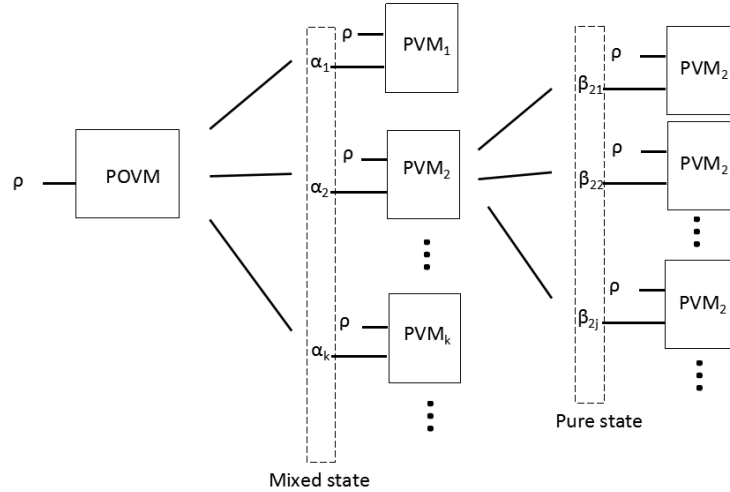 ρ
POVM
ρ
α₁
PVM₁
ρ
α₂
PVM₂
ρ
αₖ
PVMₖ
Mixed state
ρ
β₂₁
PVM₂
ρ
β₂₂
PVM₂
ρ
β₂ⱼ
PVM₂
Pure state